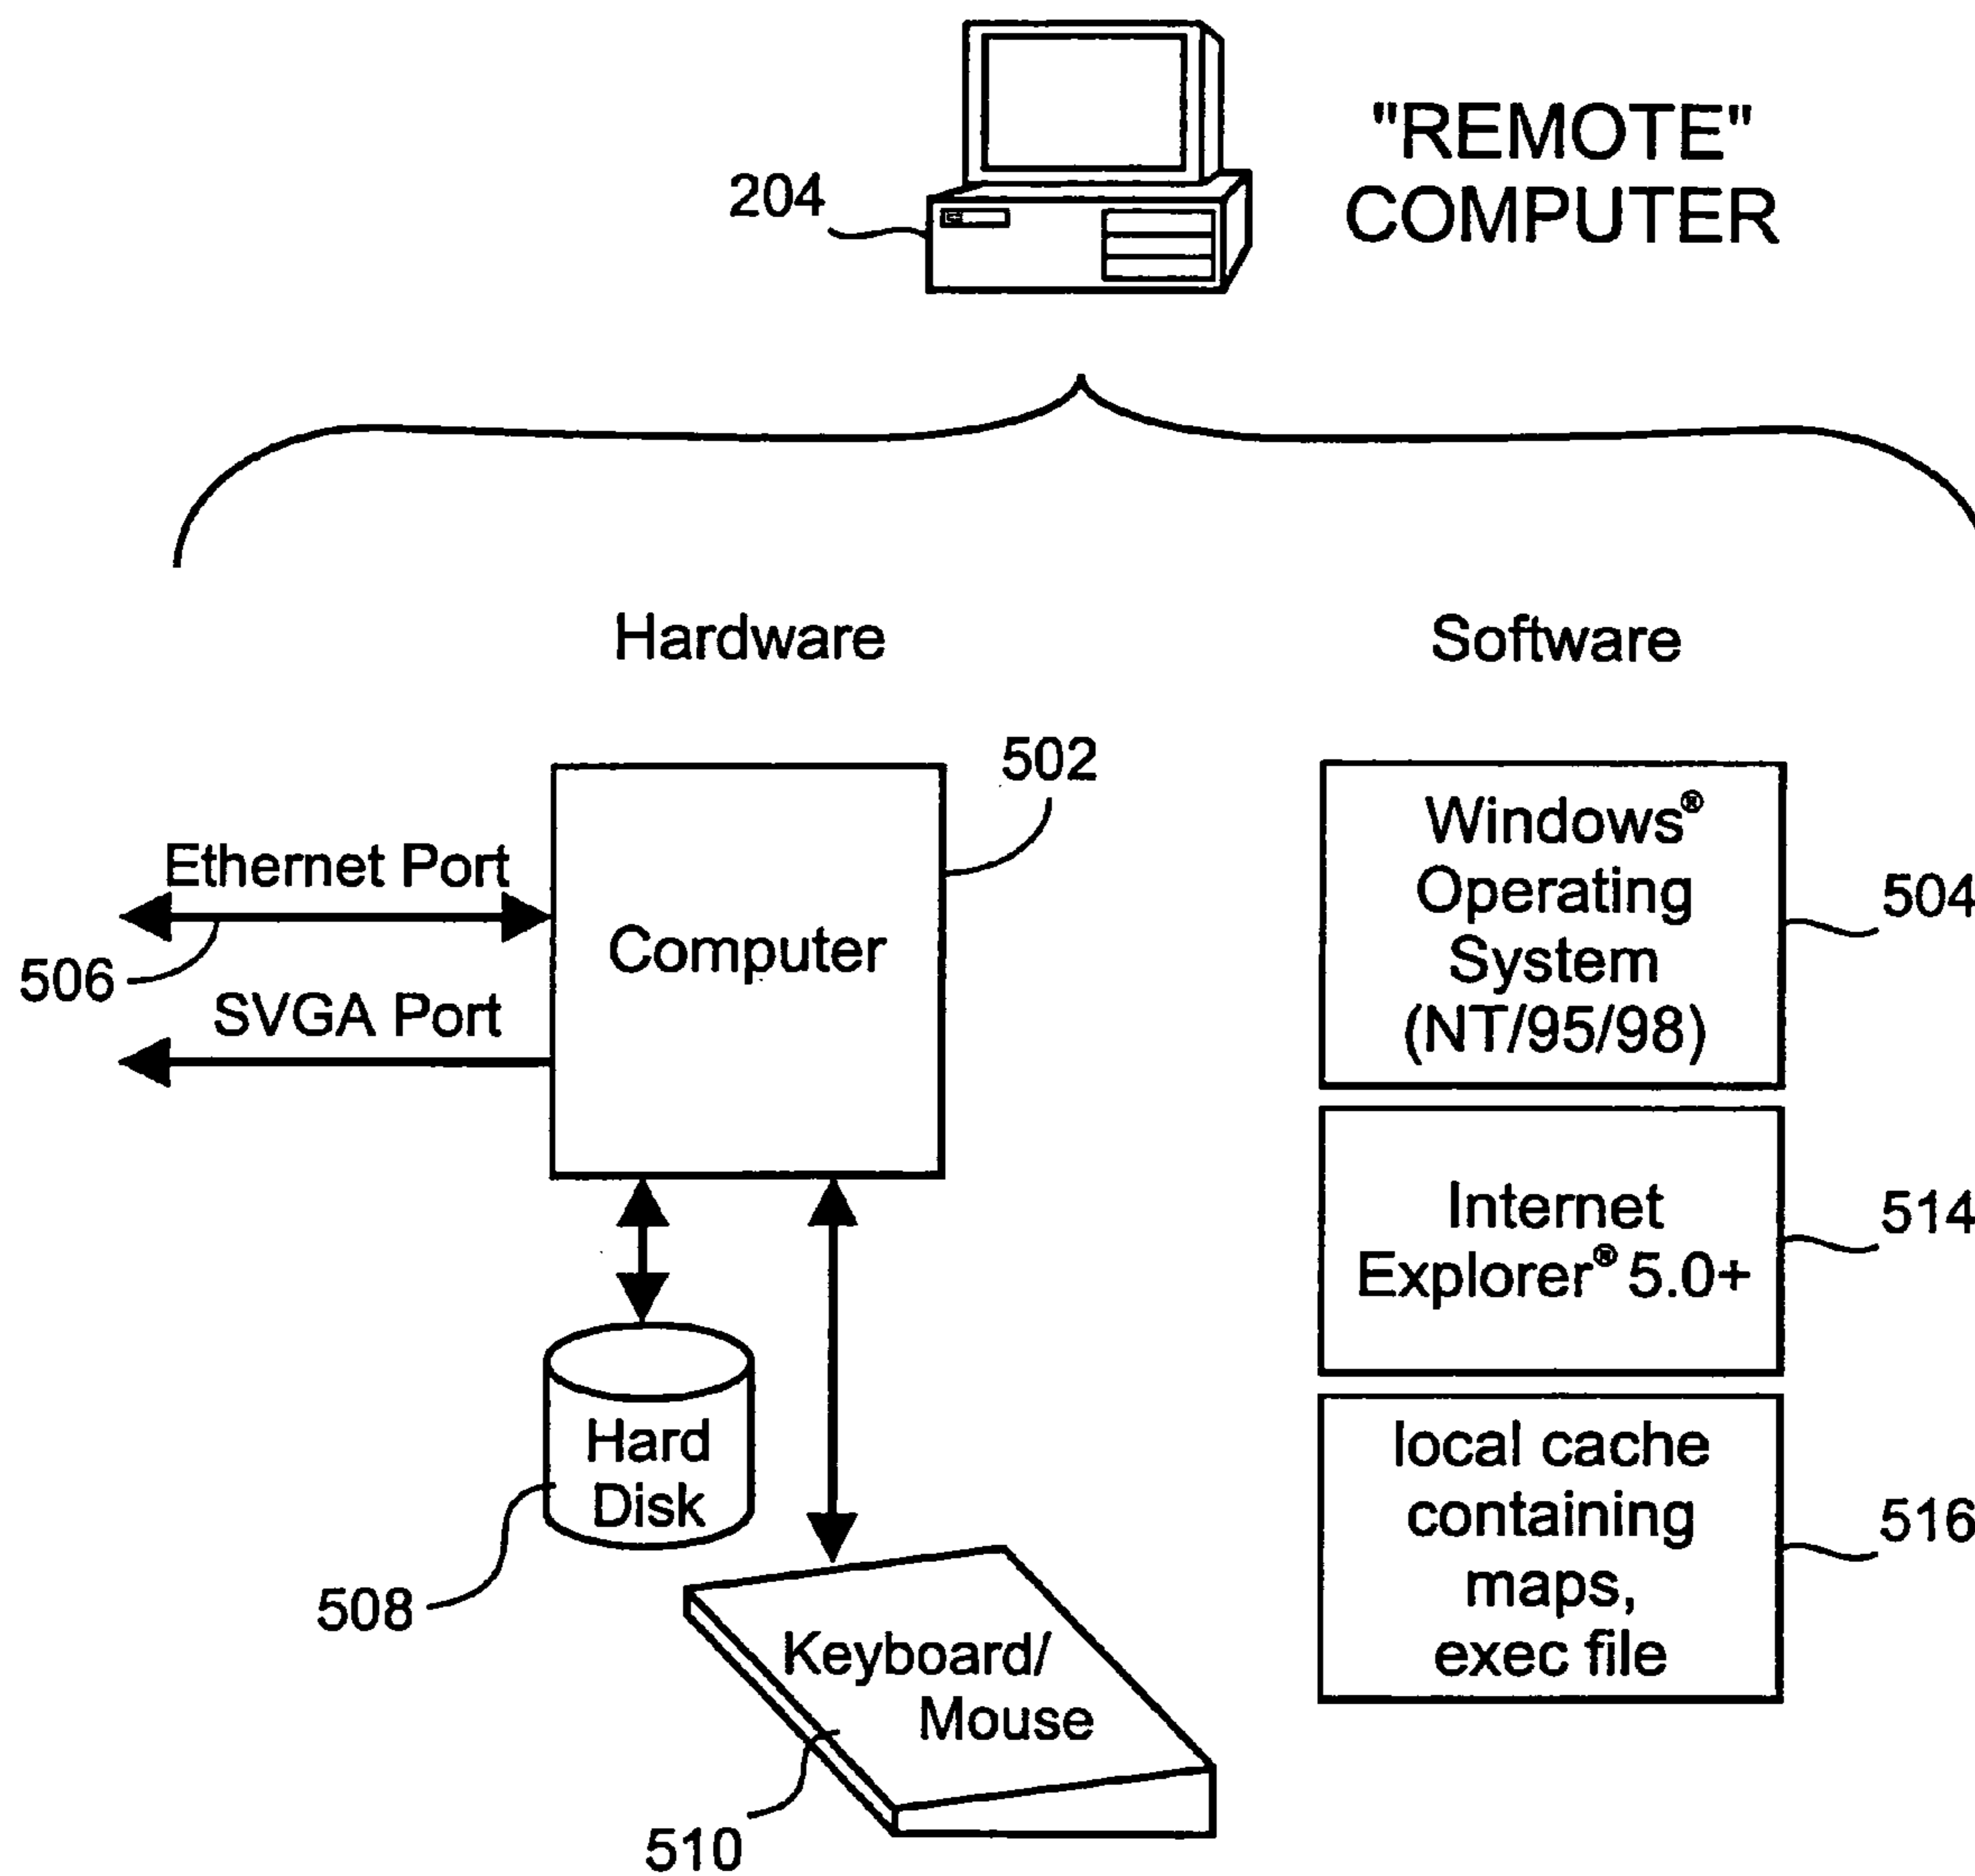 "REMOTE"
COMPUTER
204
Hardware
Software
502
Computer
Ethernet Port
506
SVGA Port
Hard
Disk
508
Keyboard/
Mouse
510
Windows®
Operating
System
(NT/95/98)
504
Internet
Explorer® 5.0+
514
local cache
containing
maps,
exec file
516